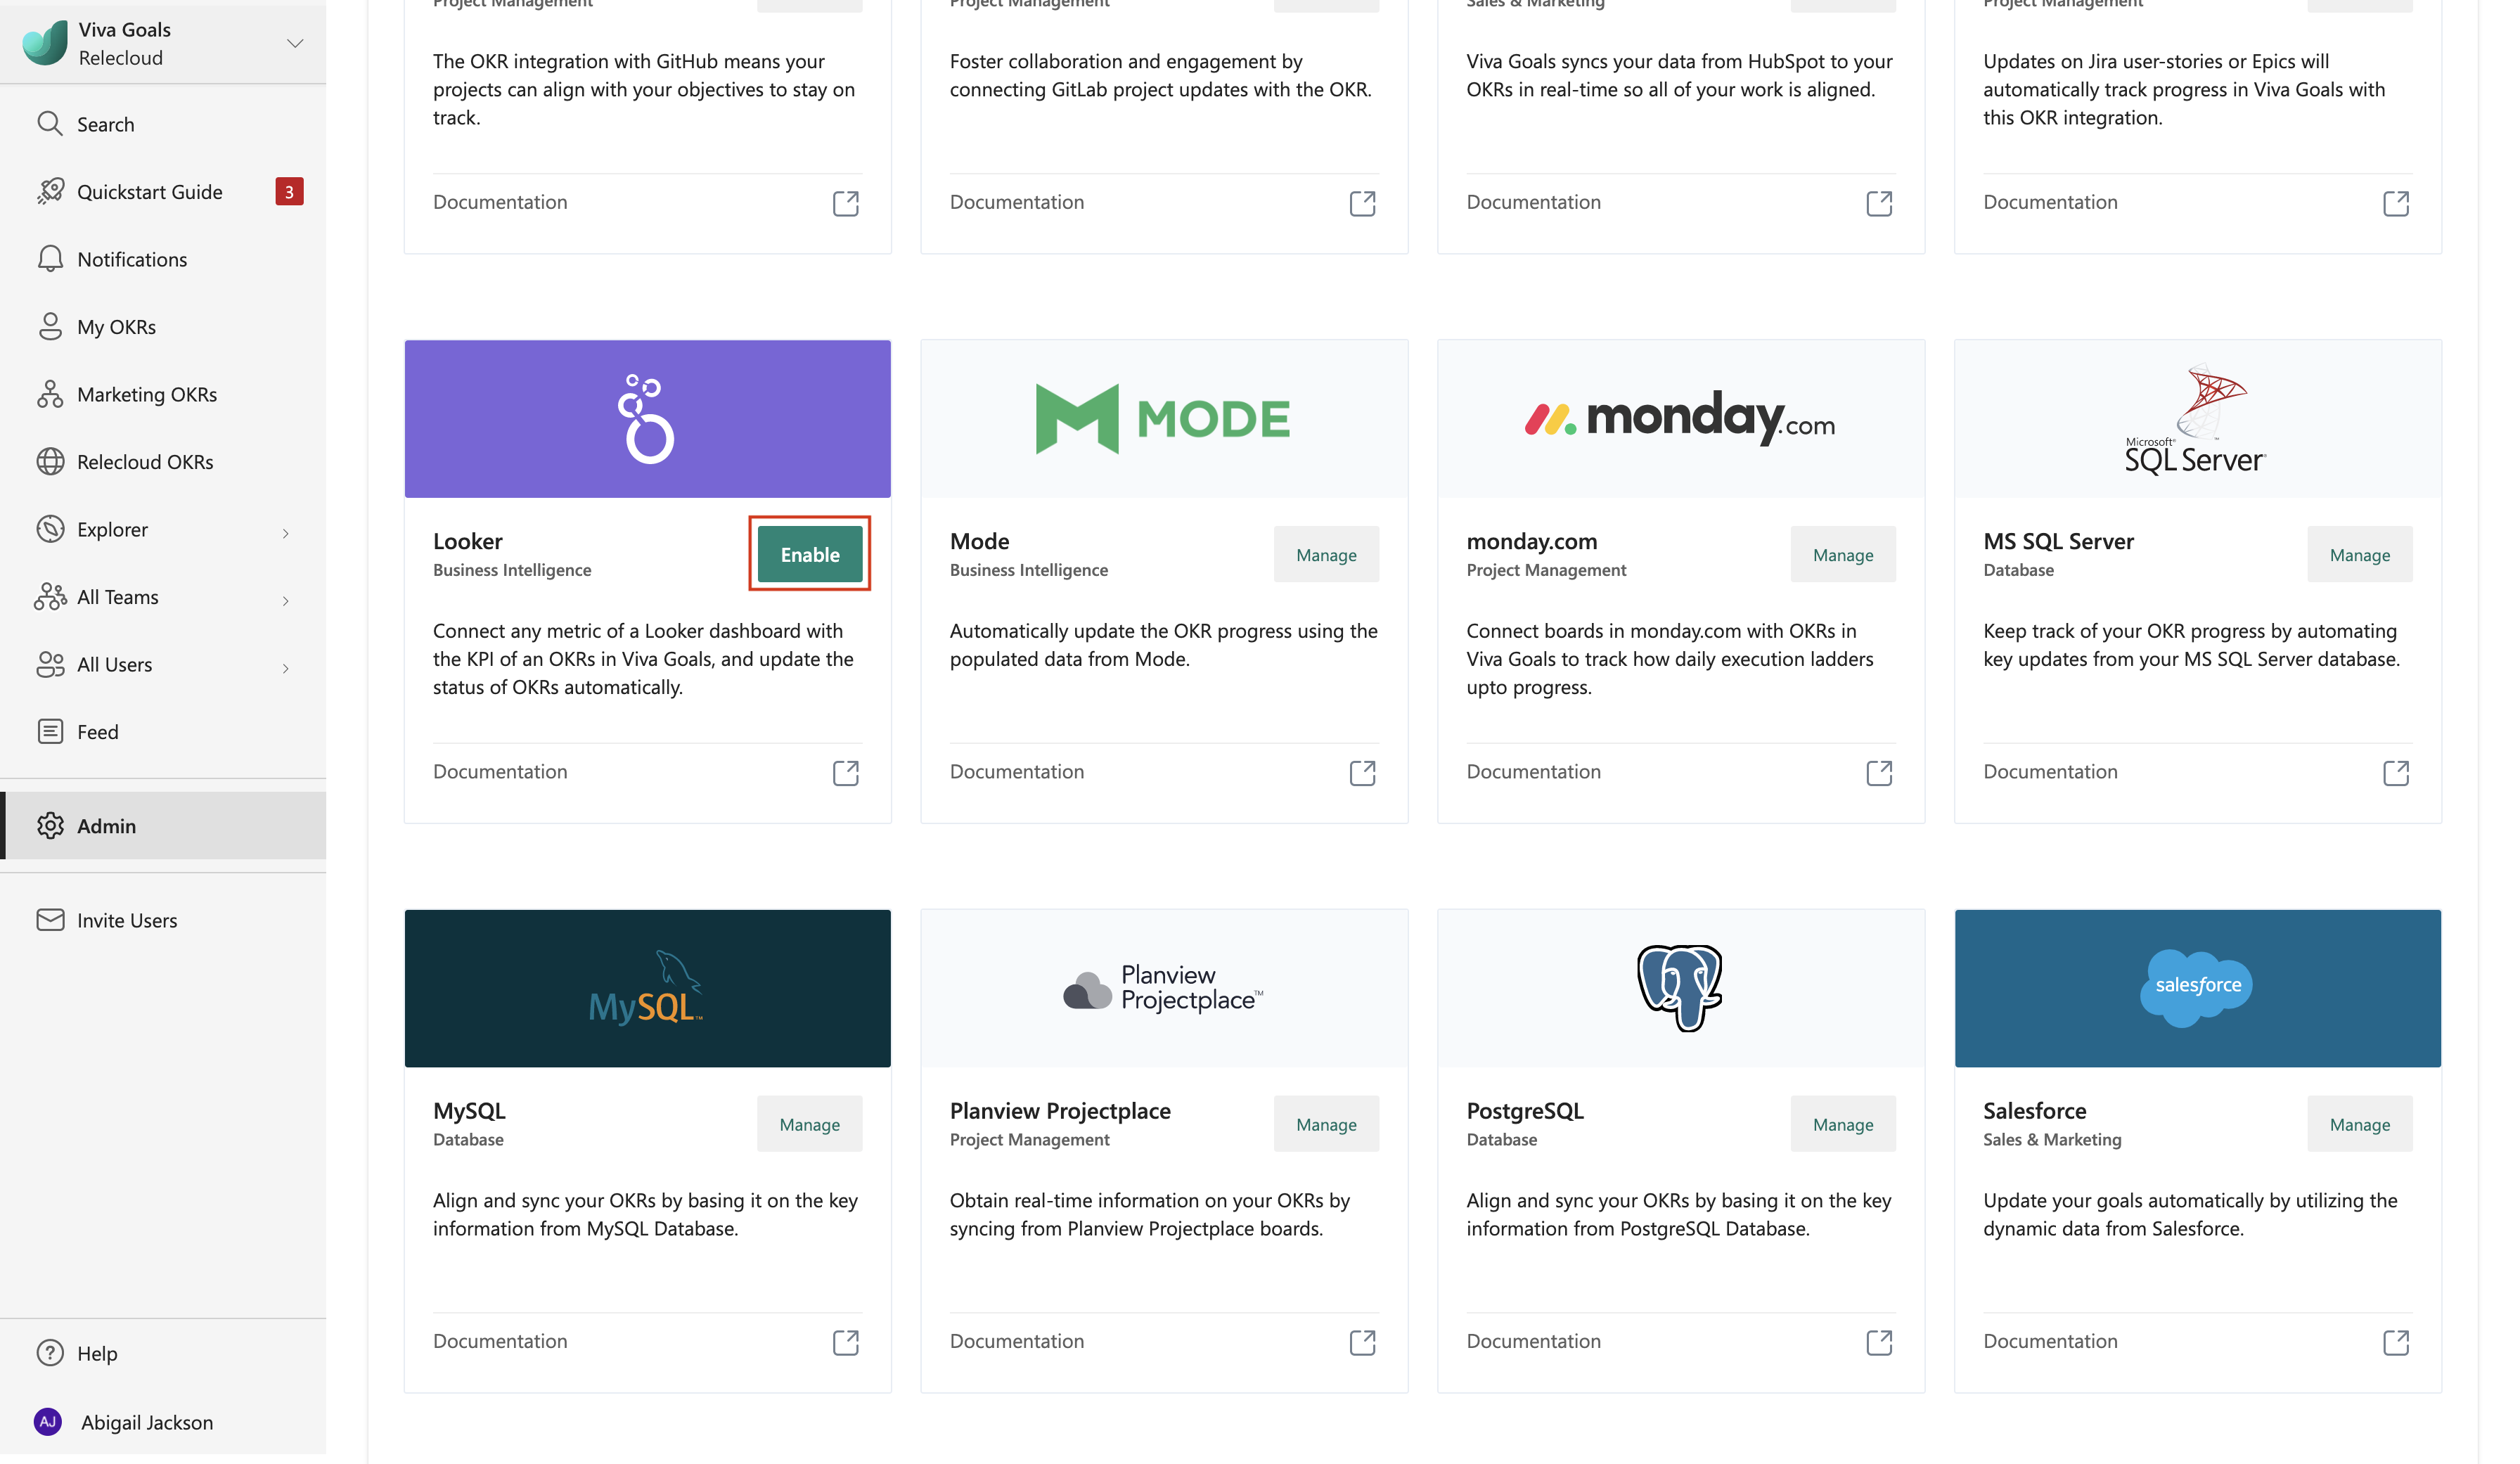 Viva Goals
Relecloud
Search
Quickstart Guide
3
Notifications
My OKRs
Marketing OKRs
Relecloud OKRs
Explorer
All Teams
All Users
Feed
Admin
Invite Users
Help
AJ
Abigail Jackson
Project Management
The OKR integration with GitHub means your
projects can align with your objectives to stay on
track.
Documentation
Project Management
Foster collaboration and engagement by
connecting GitLab project updates with the OKR.
Documentation
Sales & Marketing
Viva Goals syncs your data from HubSpot to your
OKRs in real-time so all of your work is aligned.
Documentation
Project Management
Updates on Jira user-stories or Epics will
automatically track progress in Viva Goals with
this OKR integration.
Documentation
Looker
Business Intelligence
Enable
Connect any metric of a Looker dashboard with
the KPI of an OKRs in Viva Goals, and update the
status of OKRs automatically.
Documentation
MODE
Mode
Business Intelligence
Manage
Automatically update the OKR progress using the
populated data from Mode.
Documentation
monday.com
monday.com
Project Management
Manage
Connect boards in monday.com with OKRs in
Viva Goals to track how daily execution ladders
upto progress.
Documentation
Microsoft®
SQL Server®
MS SQL Server
Database
Manage
Keep track of your OKR progress by automating
key updates from your MS SQL Server database.
Documentation
MySQL™
MySQL
Database
Manage
Align and sync your OKRs by basing it on the key
information from MySQL Database.
Documentation
Planview
Projectplace™
Planview Projectplace
Project Management
Manage
Obtain real-time information on your OKRs by
syncing from Planview Projectplace boards.
Documentation
PostgreSQL
Database
Manage
Align and sync your OKRs by basing it on the key
information from PostgreSQL Database.
Documentation
salesforce
Salesforce
Sales & Marketing
Manage
Update your goals automatically by utilizing the
dynamic data from Salesforce.
Documentation